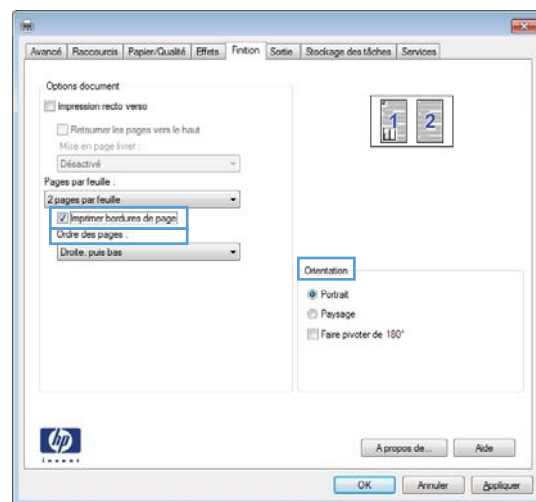 Avancé Raccourcis Papier/Qualité Effets Finition Sortie Stockage des tâches Services
Options document
Impression recto verso
Retourner les pages vers le haut
Mise en page livret :
Désactivé
Pages par feuille :
2 pages par feuille
Imprimer bordures de page
Ordre des pages :
Droite, puis bas
1 2
Orientation
Portrait
Paysage
Faire pivoter de 180°
hp
invent
A propos de... Aide
OK Annuler Appliquer